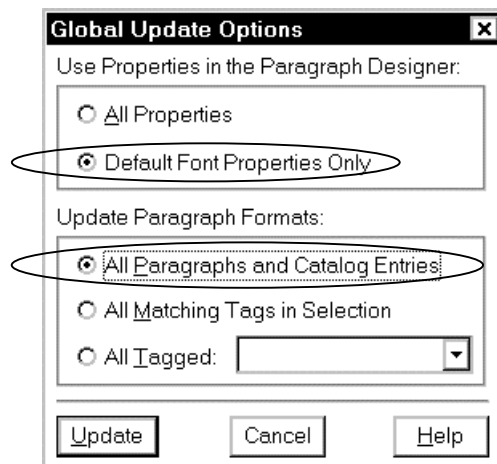 Global Update Options
Use Properties in the Paragraph Designer:
All Properties
Default Font Properties Only
Update Paragraph Formats:
All Paragraphs and Catalog Entries
All Matching Tags in Selection
All Tagged:
Update Cancel Help